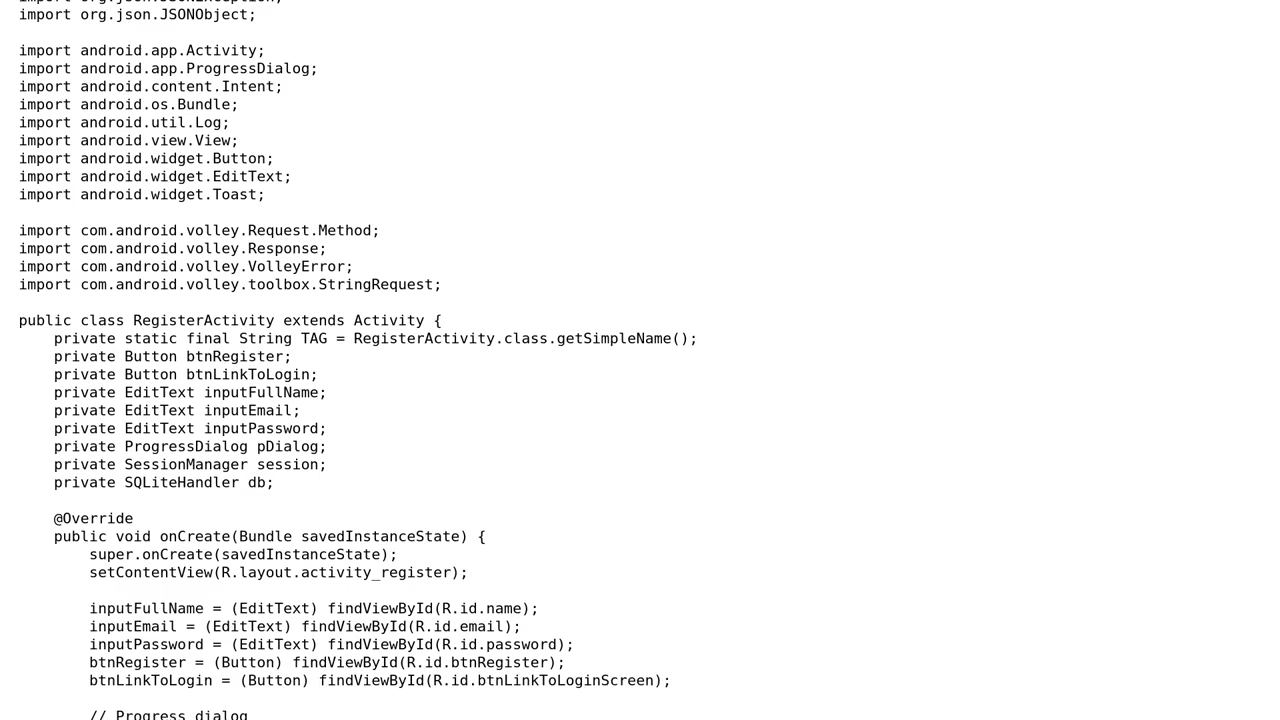 import org.json.JSONException;
import org.json.JSONObject;

import android.app.Activity;
import android.app.ProgressDialog;
import android.content.Intent;
import android.os.Bundle;
import android.util.Log;
import android.view.View;
import android.widget.Button;
import android.widget.EditText;
import android.widget.Toast;

import com.android.volley.Request.Method;
import com.android.volley.Response;
import com.android.volley.VolleyError;
import com.android.volley.toolbox.StringRequest;

public class RegisterActivity extends Activity {
    private static final String TAG = RegisterActivity.class.getSimpleName();
    private Button btnRegister;
    private Button btnLinkToLogin;
    private EditText inputFullName;
    private EditText inputEmail;
    private EditText inputPassword;
    private ProgressDialog pDialog;
    private SessionManager session;
    private SQLiteHandler db;

    @Override
    public void onCreate(Bundle savedInstanceState) {
        super.onCreate(savedInstanceState);
        setContentView(R.layout.activity_register);

        inputFullName = (EditText) findViewById(R.id.name);
        inputEmail = (EditText) findViewById(R.id.email);
        inputPassword = (EditText) findViewById(R.id.password);
        btnRegister = (Button) findViewById(R.id.btnRegister);
        btnLinkToLogin = (Button) findViewById(R.id.btnLinkToLoginScreen);

        // Progress dialog